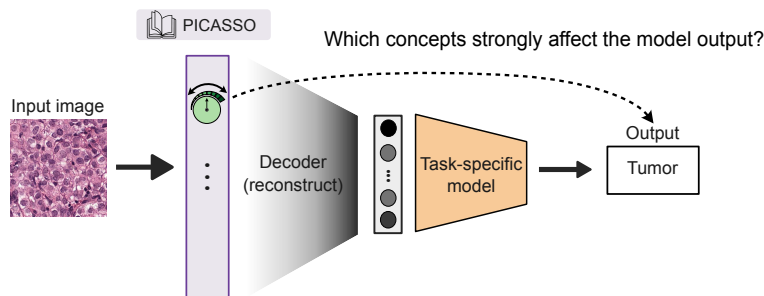 PICASSO
Which concepts strongly affect the model output?
Input image
Output
Decoder
(reconstruct)
Task-specific
model
Tumor